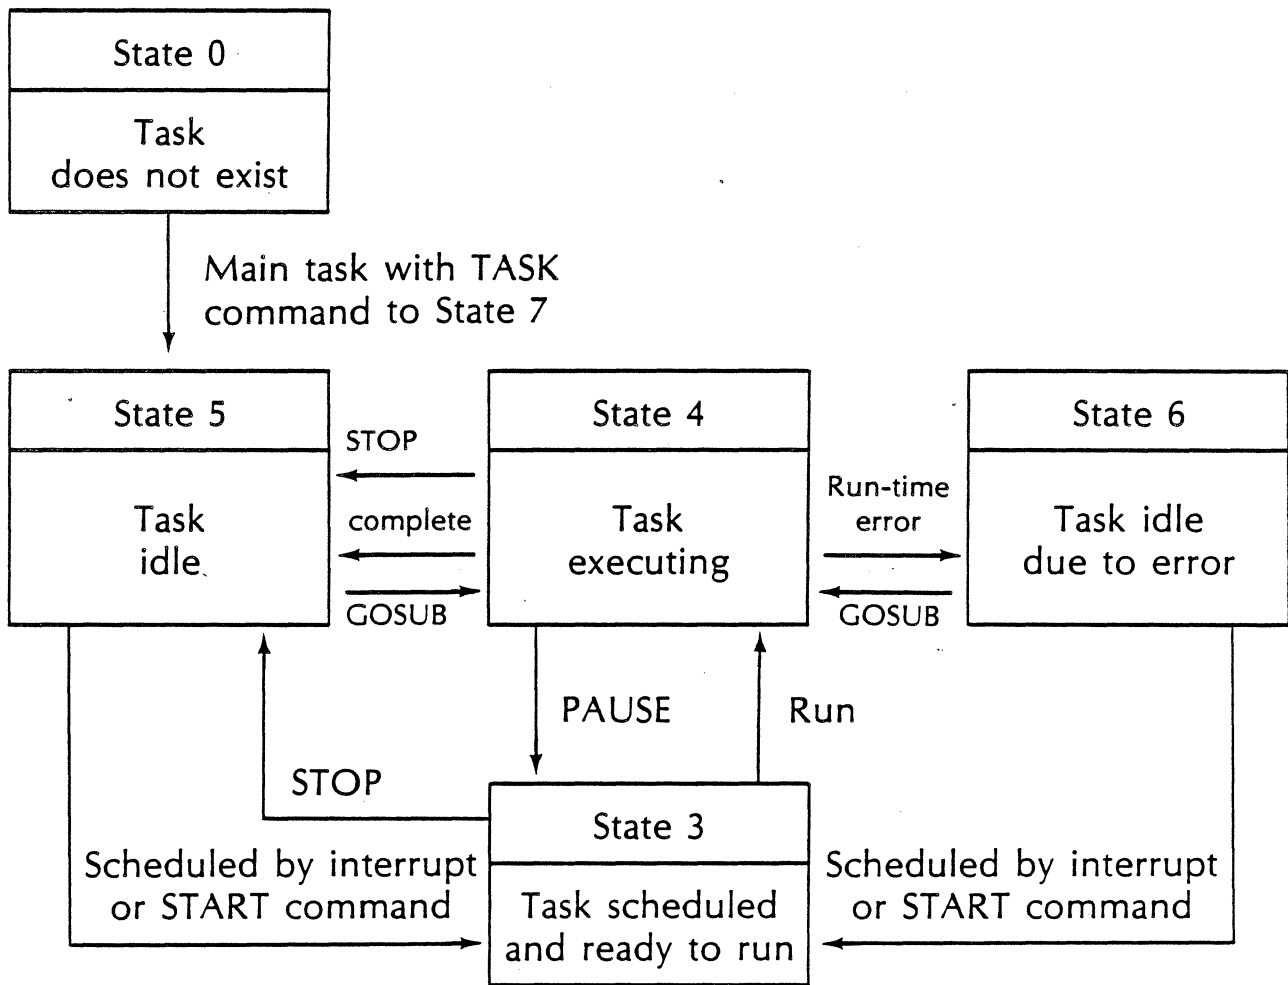 State 0
Task
does not exist
Main task with TASK
command to State 7
State 5
Task
idle
STOP
complete
GOSUB
State 4
Task
executing
Run-time
error
GOSUB
State 6
Task idle
due to error
PAUSE
Run
STOP
Scheduled by interrupt
or START command
State 3
Task scheduled
and ready to run
Scheduled by interrupt
or START command